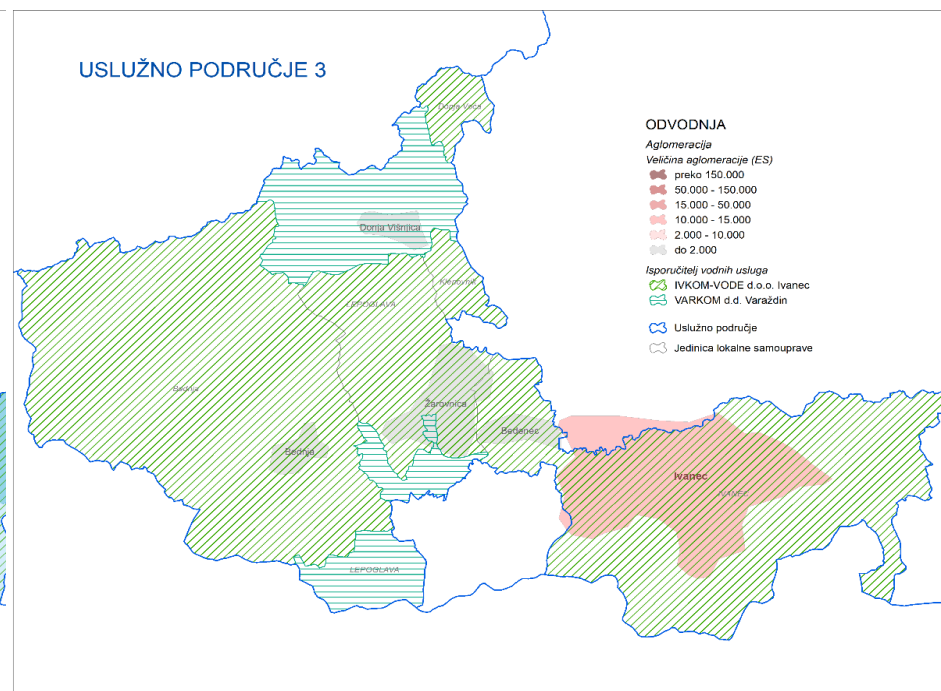 USLUŽNO PODRUČJE 3
ODVODNJA
Aglomeracija
Veličina aglomeracije (ES)
preko 150.000
50.000 - 150.000
15.000 - 50.000
10.000 - 15.000
2.000 - 10.000
do 2.000
Isporučitelj vodnih usluga
IVKOM-VODE d.o.o. Ivanec
VARKOM d.d. Varaždin
Uslužno područje
Jedinica lokalne samouprave
Donja Voća
Donja Višnjica
Klenovnik
LEPOGLAVA
Bednja
Žarovnica
Bedenec
Bednja
Ivanec
IVANEC
LEPOGLAVA